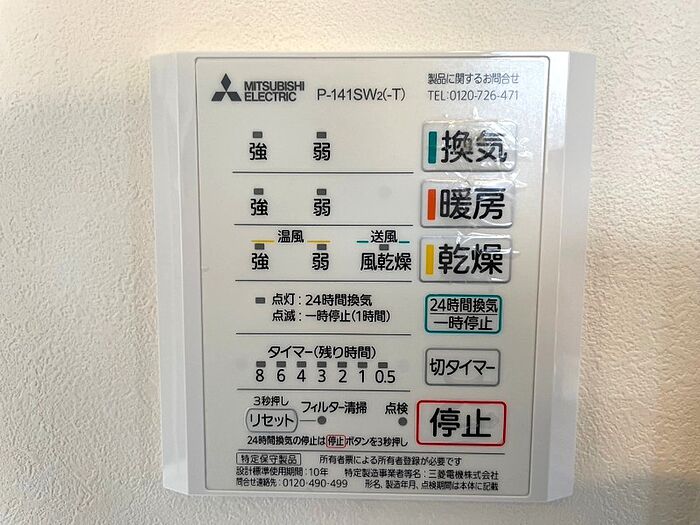 MITSUBISHI ELECTRIC P-141SW2(-T) 製品に関するお問合せ
TEL:0120-726-471
強 弱 換気
強 弱 暖房
温風 送風
強 弱 風乾燥 乾燥
点灯:24時間換気
点滅:一時停止(1時間)
24時間換気
一時停止
タイマー(残り時間)
8 6 4 3 2 1 0.5
切タイマー
3秒押し
リセット フィルター清掃 点検
停止
24時間換気の停止は停止ボタンを3秒押し
特定保守製品 所有者票による所有者登録が必要です
設計標準使用期間:10年 特定製造事業者等名:三菱電機株式会社
問合せ連絡先:0120-490-499 形名、製造年月、点検期間は本体に記載